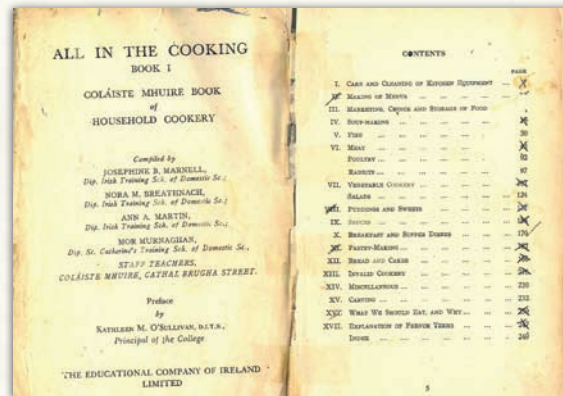 ALL IN THE COOKING
BOOK I
COLÁISTE MHUIRE BOOK
of
HOUSEHOLD COOKERY
Compiled by
JOSEPHINE B. MARNELL,
Dip. Irish Training Sch. of Domestic Sc.;
NORA M. BREATHNACH,
Dip. Irish Training Sch. of Domestic Sc.;
ANN A. MARTIN,
Dip. Irish Training Sch. of Domestic Sc.;
MOR MURNAGHAN,
Dip. St. Catherine's Training Sch. of Domestic Sc.,
STAFF TEACHERS,
COLÁISTE MHUIRE, CATHAL BRUGHA STREET.
Preface
by
KATHLEEN M. O'SULLIVAN, D.I.T.S.,
Principal of the College
THE EDUCATIONAL COMPANY OF IRELAND
LIMITED
CONTENTS
PAGE
I. CARE AND CLEANING OF KITCHEN EQUIPMENT ...
MAKING OF MENUS
III. MARKETING, CHOICE AND STORAGE OF FOOD
IV. SOUP-MAKING ... ... ... ... ...
V. FISH ... ... ... ... ... ...
VI. MEAT ... ... ... ... ... ...
POULTRY ... ... ... ... ... 92
RABBITS ... ... ... ... ... 97
VII. VEGETABLE COOKERY ... ... ... ...
SALADS ... ... ... ... ... 124
VIII. PUDDINGS AND SWEETS ... ... ...
IX. SAUCES ... ... ... ... ...
X. BREAKFAST AND SUPPER DISHES ... ... 170
XI. PASTRY-MAKING ... ... ... ...
XII. BREAD AND CAKES ... ... ... ...
XIII. INVALID COOKERY ... ... ... ...
XIV. MISCELLANEOUS ... ... ... ... 220
XV. CARVING ... ... ... ... ... 232
XVI. WHAT WE SHOULD EAT, AND WHY ... ...
XVII. EXPLANATION OF FRENCH TERMS ... ...
INDEX ... ... ... ... ... 240
5